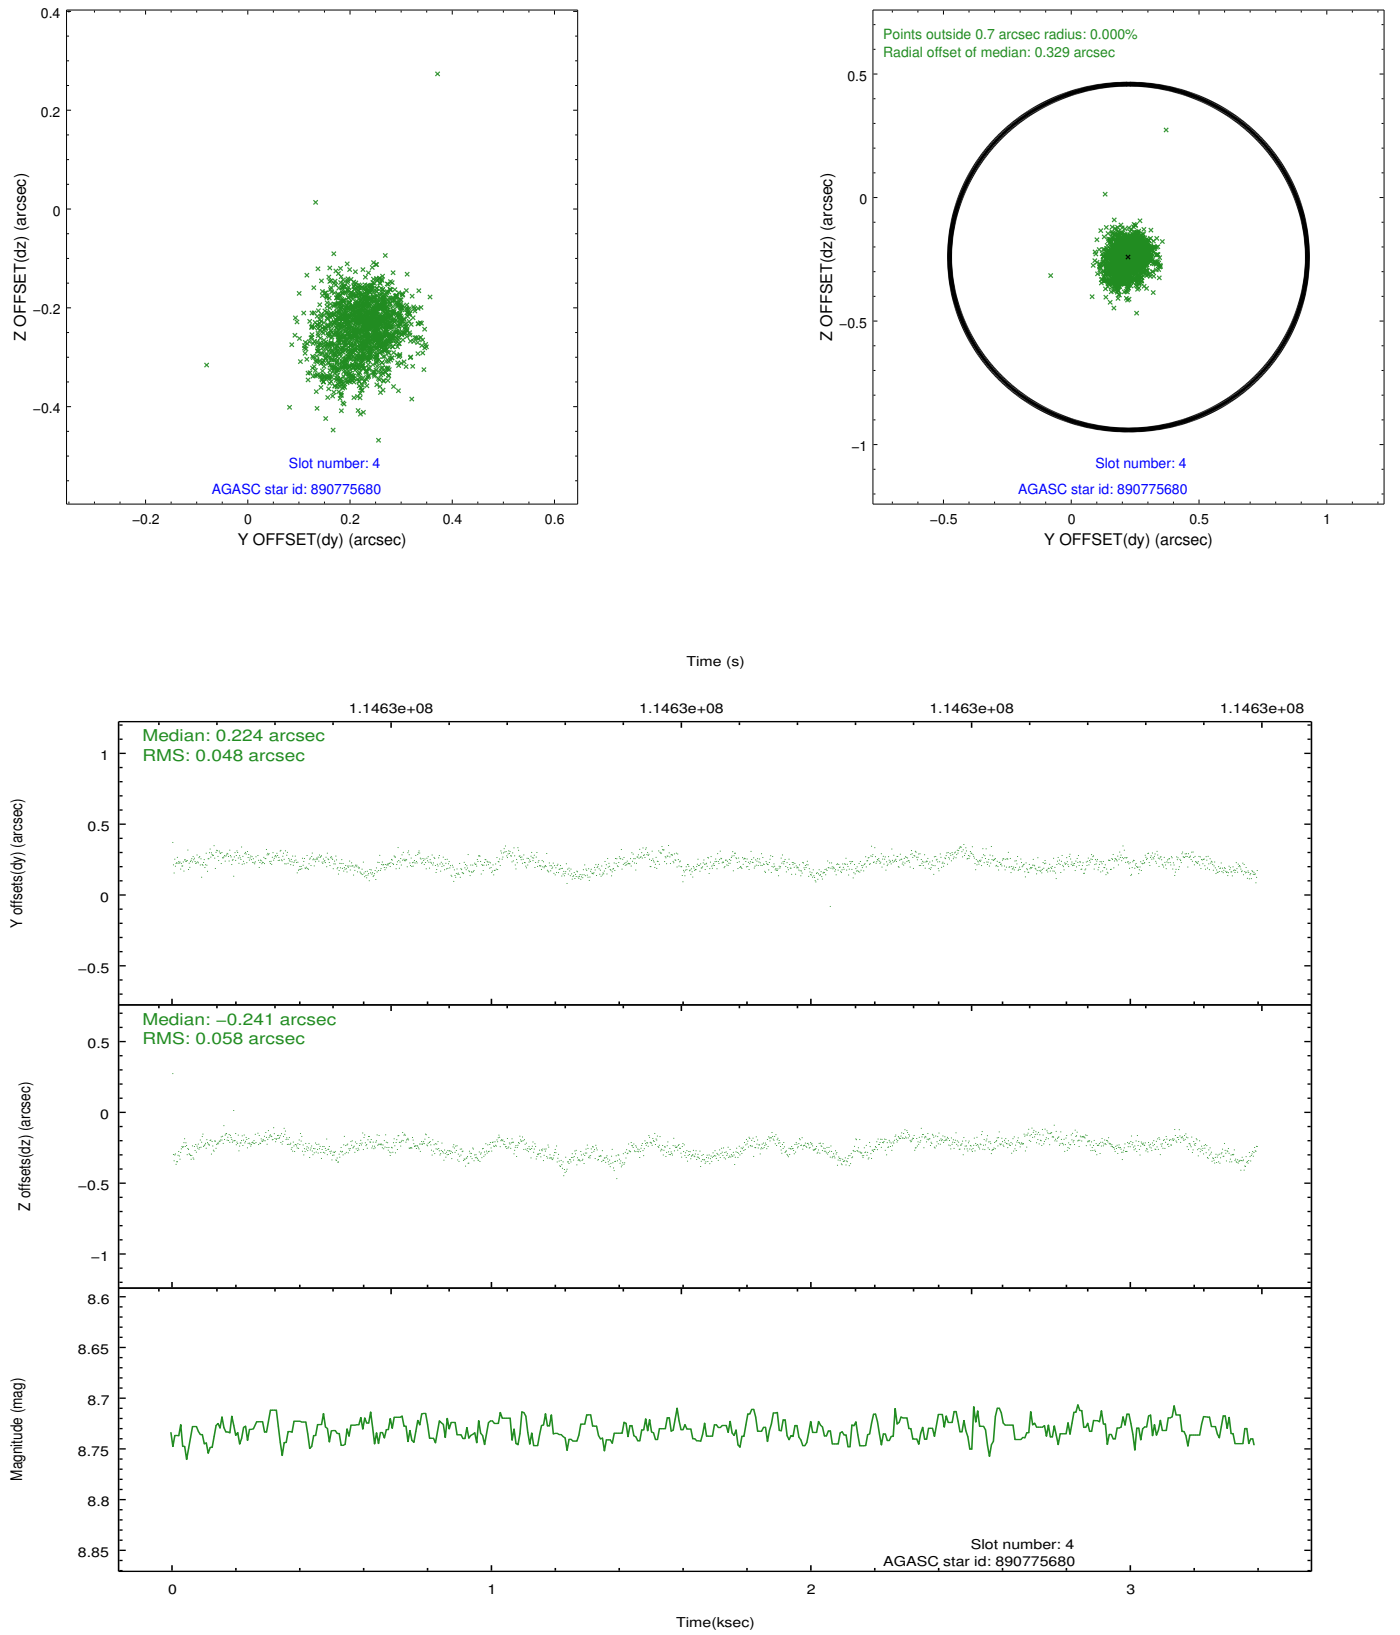 0.4
0.2
0
−0.2
−0.4
Z OFFSET(dz) (arcsec)
Slot number: 4
AGASC star id: 890775680
−0.2
0
0.2
0.4
0.6
Y OFFSET(dy) (arcsec)
Points outside 0.7 arcsec radius: 0.000%
Radial offset of median: 0.329 arcsec
0.5
0
−0.5
−1
Z OFFSET(dz) (arcsec)
Slot number: 4
AGASC star id: 890775680
−0.5
0
0.5
1
Y OFFSET(dy) (arcsec)
Time (s)
1.1463e+08
1.1463e+08
1.1463e+08
1.1463e+08
Median: 0.224 arcsec
RMS: 0.048 arcsec
1
0.5
0
−0.5
Y offsets(dy) (arcsec)
Median: −0.241 arcsec
RMS: 0.058 arcsec
0.5
0
−0.5
−1
Z offsets(dz) (arcsec)
8.6
8.65
8.7
8.75
8.8
8.85
Magnitude (mag)
Slot number: 4
AGASC star id: 890775680
0
1
2
3
Time(ksec)